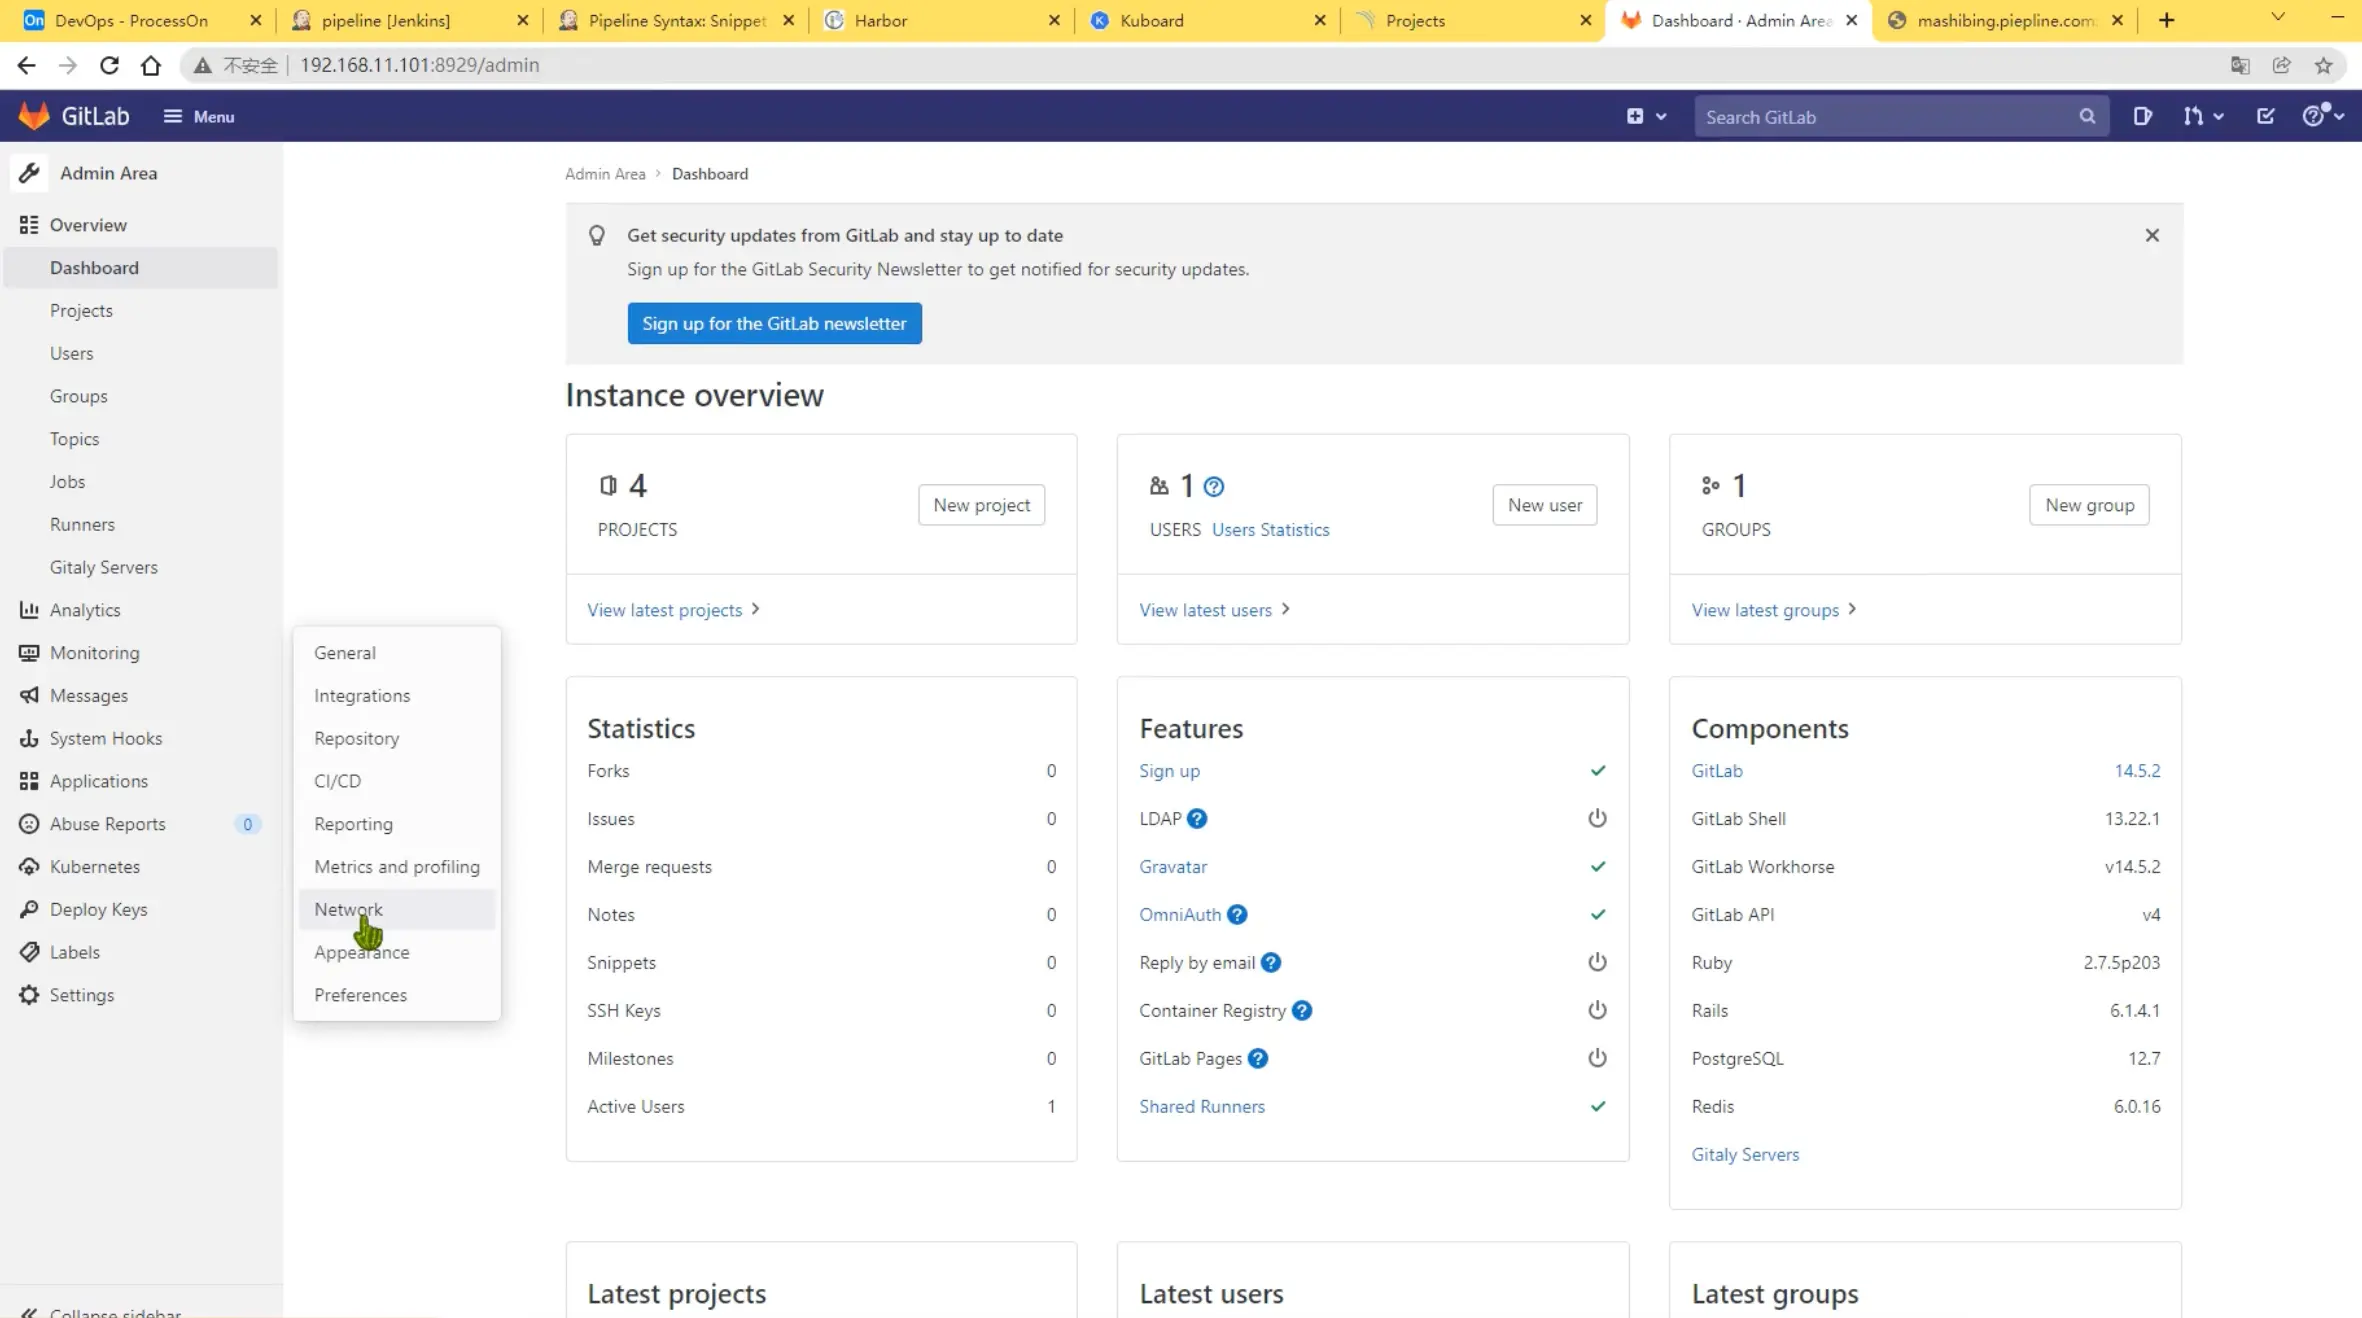 DevOps - ProcessOn
pipeline [Jenkins]
Pipeline Syntax: Snippet
Harbor
Kuboard
Projects
Dashboard · Admin Area
mashibing.piepline.com
不安全
192.168.11.101:8929/admin
GitLab
Menu
Search GitLab
Admin Area
Overview
Dashboard
Projects
Users
Groups
Topics
Jobs
Runners
Gitaly Servers
Analytics
Monitoring
Messages
System Hooks
Applications
Abuse Reports 0
Kubernetes
Deploy Keys
Labels
Settings
Collapse sidebar
General
Integrations
Repository
CI/CD
Reporting
Metrics and profiling
Network
Appearance
Preferences
Admin Area > Dashboard
Get security updates from GitLab and stay up to date
Sign up for the GitLab Security Newsletter to get notified for security updates.
Sign up for the GitLab newsletter
Instance overview
4
PROJECTS
New project
View latest projects
1
USERS Users Statistics
New user
View latest users
1
GROUPS
New group
View latest groups
Statistics
Forks 0
Issues 0
Merge requests 0
Notes 0
Snippets 0
SSH Keys 0
Milestones 0
Active Users 1
Features
Sign up
LDAP
Gravatar
OmniAuth
Reply by email
Container Registry
GitLab Pages
Shared Runners
Components
GitLab 14.5.2
GitLab Shell 13.22.1
GitLab Workhorse v14.5.2
GitLab API v4
Ruby 2.7.5p203
Rails 6.1.4.1
PostgreSQL 12.7
Redis 6.0.16
Gitaly Servers
Latest projects
Latest users
Latest groups